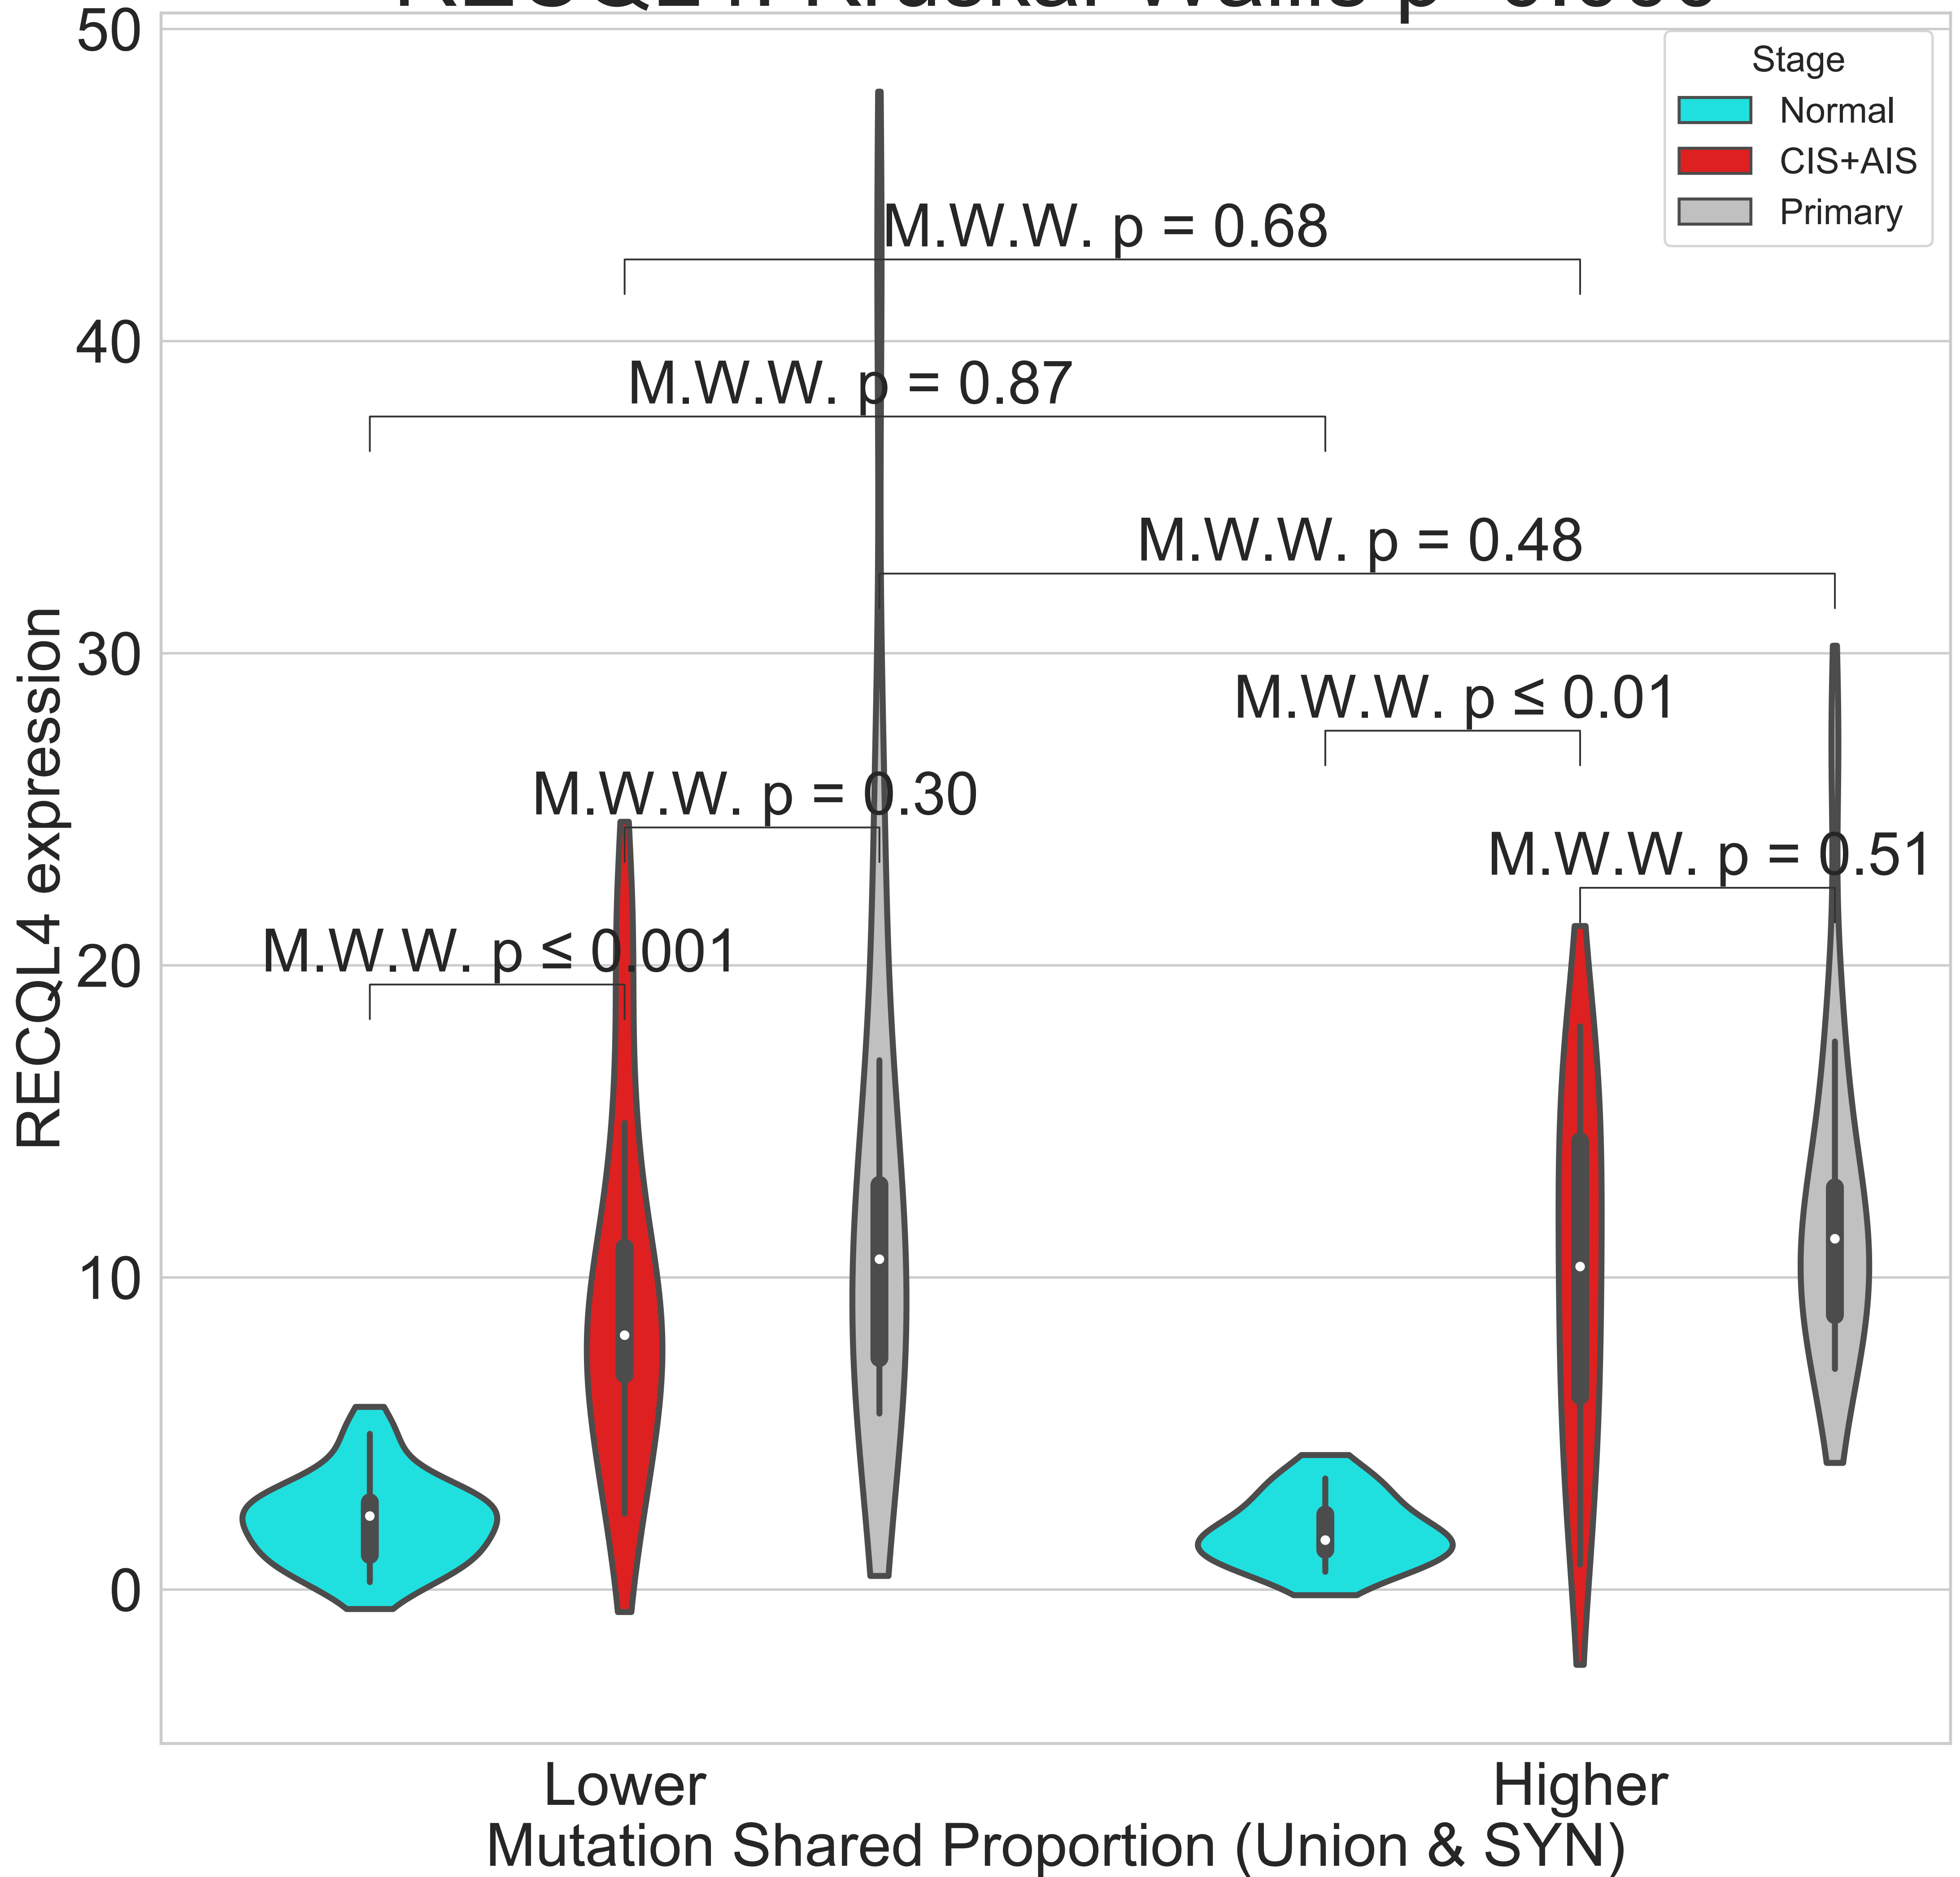 50
40
30
20
10
0
RECQL4 expression
Stage
Normal
CIS+AIS
Primary
M.W.W. p = 0.68
M.W.W. p = 0.87
M.W.W. p = 0.48
M.W.W. p ≤ 0.01
M.W.W. p = 0.30
M.W.W. p = 0.51
M.W.W. p ≤ 0.001
Lower
Higher
Mutation Shared Proportion (Union & SYN)